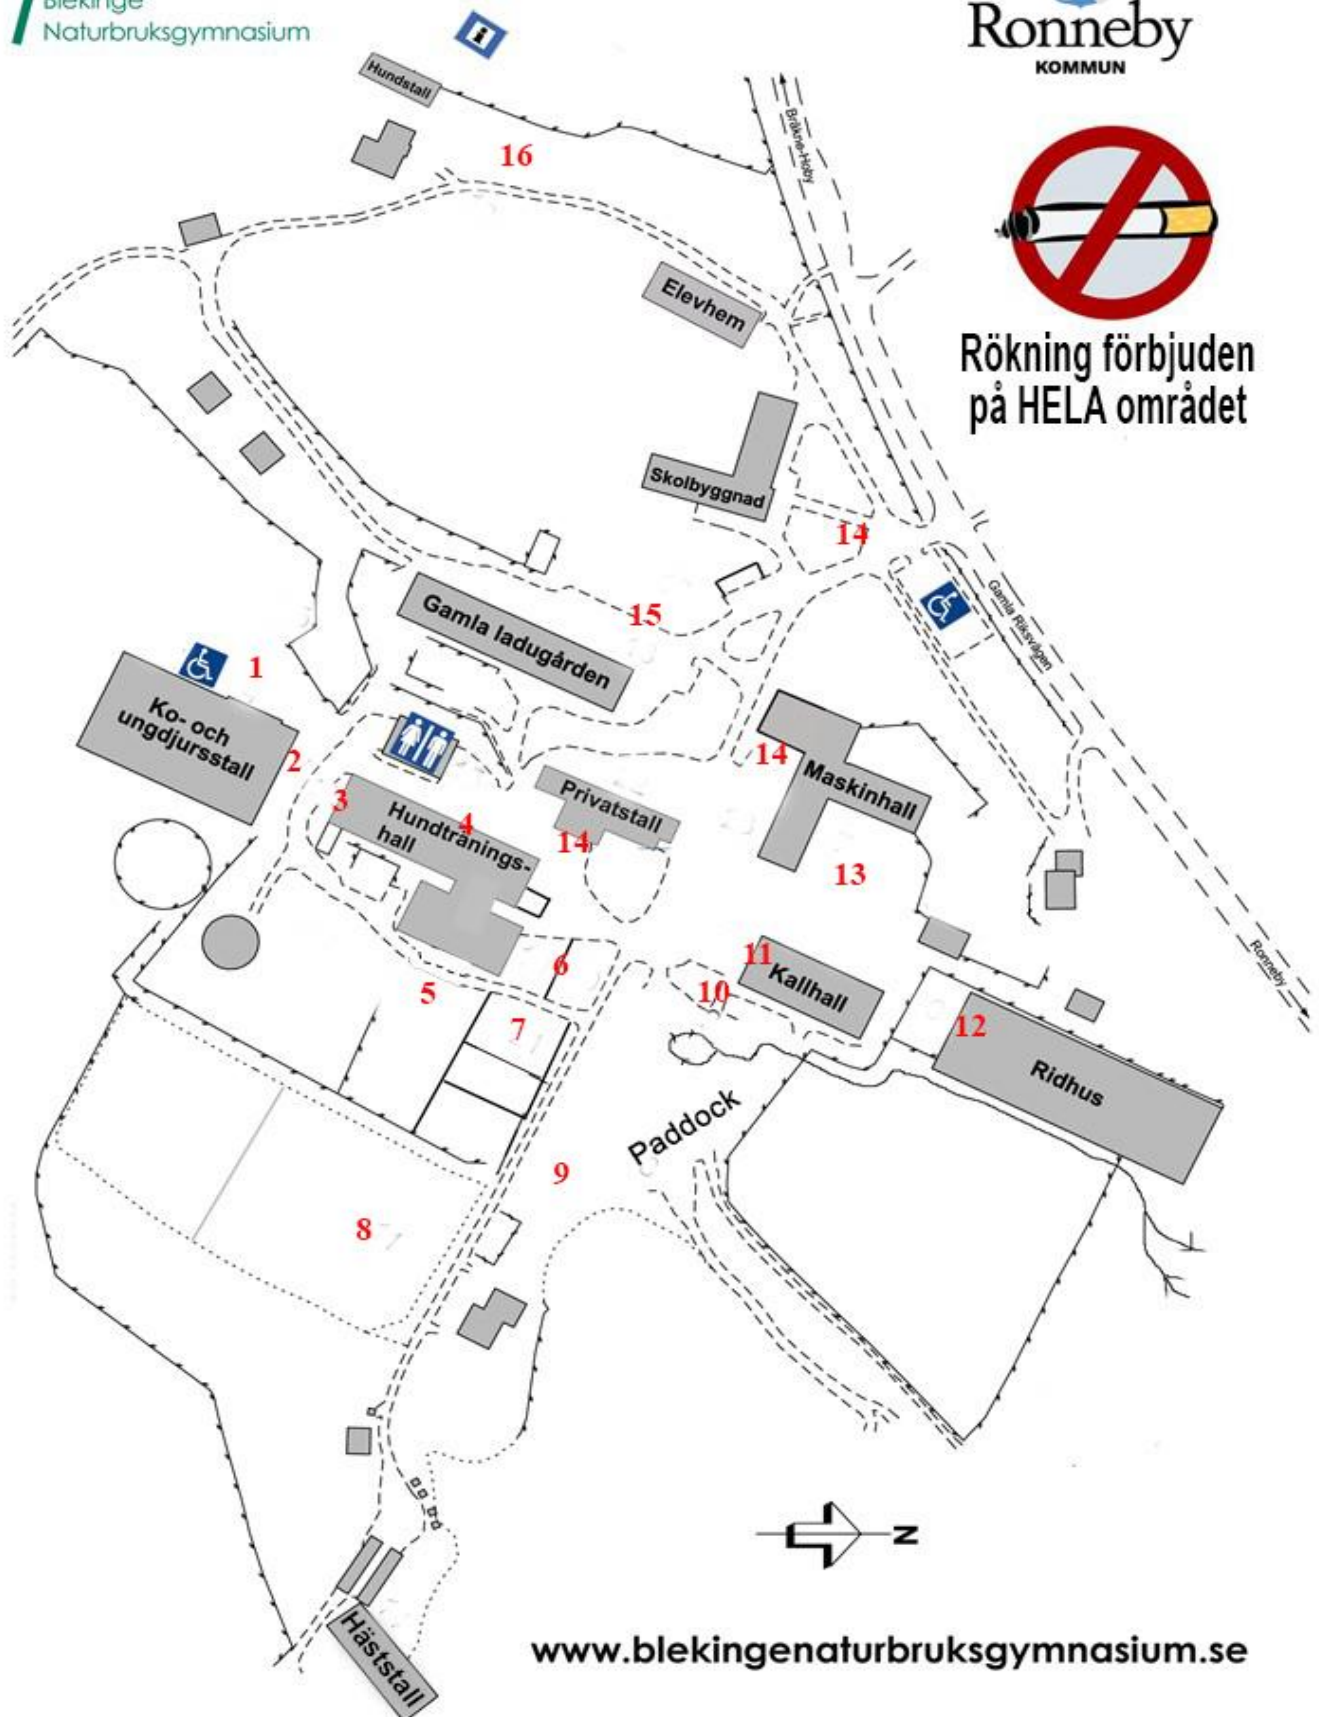 Blekinge
Naturbruksgymnasium
i
Ronneby
KOMMUN
Hundstall
Bräkne-Hoby
16
Rökning förbjuden
på HELA området
Elevhem
Skolbyggnad
14
Gamla Riksvägen
15
Gamla ladugården
1
Ko- och
ungdjursstall
2
14
Maskinhall
3
Hundtränings-
hall
4
Privatstall
14
13
Ronneby
5
6
7
10
11
Kallhall
12
Ridhus
Paddock
9
8
N
Häststall
www.blekingenaturbruksgymnasium.se